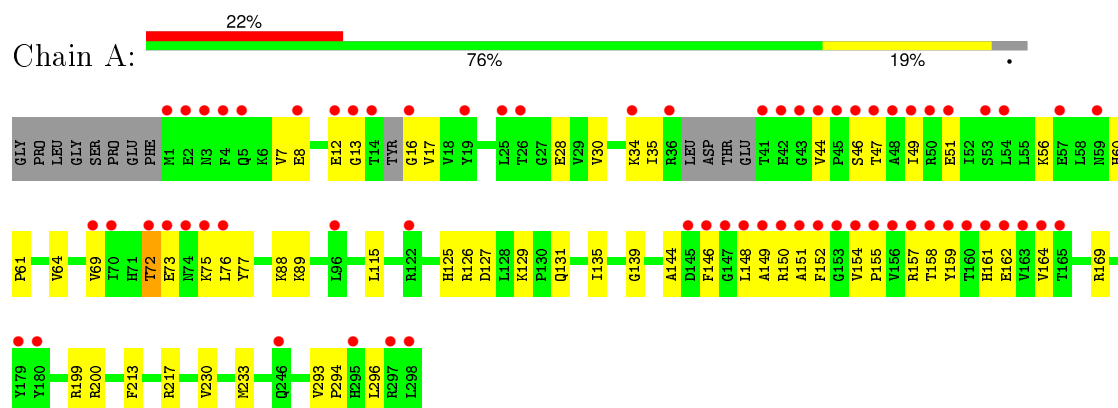 22%
Chain A:
76% 19% •
GLY PRO LEU GLY SER PRO GLU PHE M1 E2 N3 F4 Q5 K6 V7 E8 E12 G13 T14 TYR G16 V17 V18 Y19 L25 T26 G27 E28 V29 V30 K34 I35 R36 LEU ASP THR GLU T41 E42 G43 V44 P45 S46 T47 A48 I49 R50 E51 I52 S53 L54 L55 K56 E57 L58 N59 H60
P61 V64 V69 I70 H71 T72 E73 N74 K75 L76 Y77 K88 K89 L96 L115 R122 H125 R126 D127 L128 K129 P130 Q131 I135 G139 A144 D145 F146 G147 L148 A149 R150 A151 F152 G153 V154 P155 V156 R157 T158 Y159 T160 H161 E162 V163 V164 T165 R169
Y179 Y180 R199 R200 F213 R217 V230 M233 Q246 V293 P294 H295 L296 R297 L298